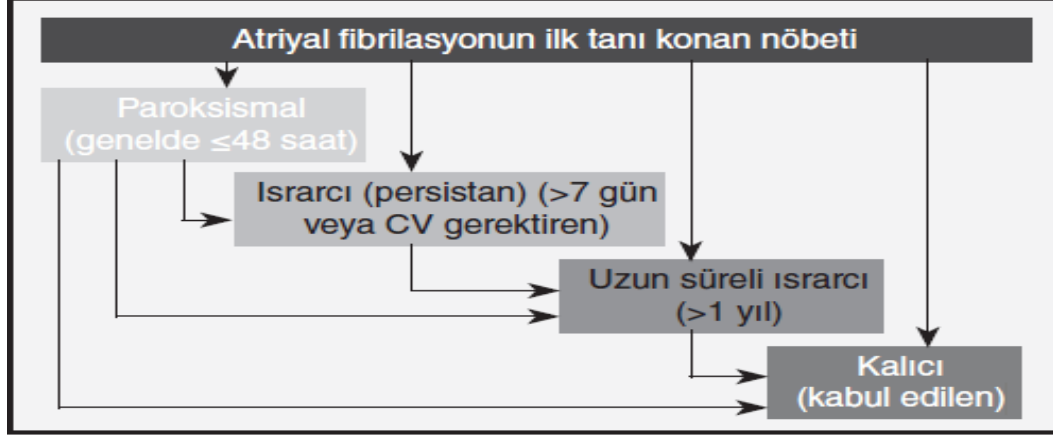 Atriyal fibrilasyonun ilk tanı konan nöbeti
Paroksismal
(genelde ≤48 saat)
Israrcı (persistan) (>7 gün
veya CV gerektiren)
Uzun süreli ısrarcı
(>1 yıl)
Kalıcı
(kabul edilen)